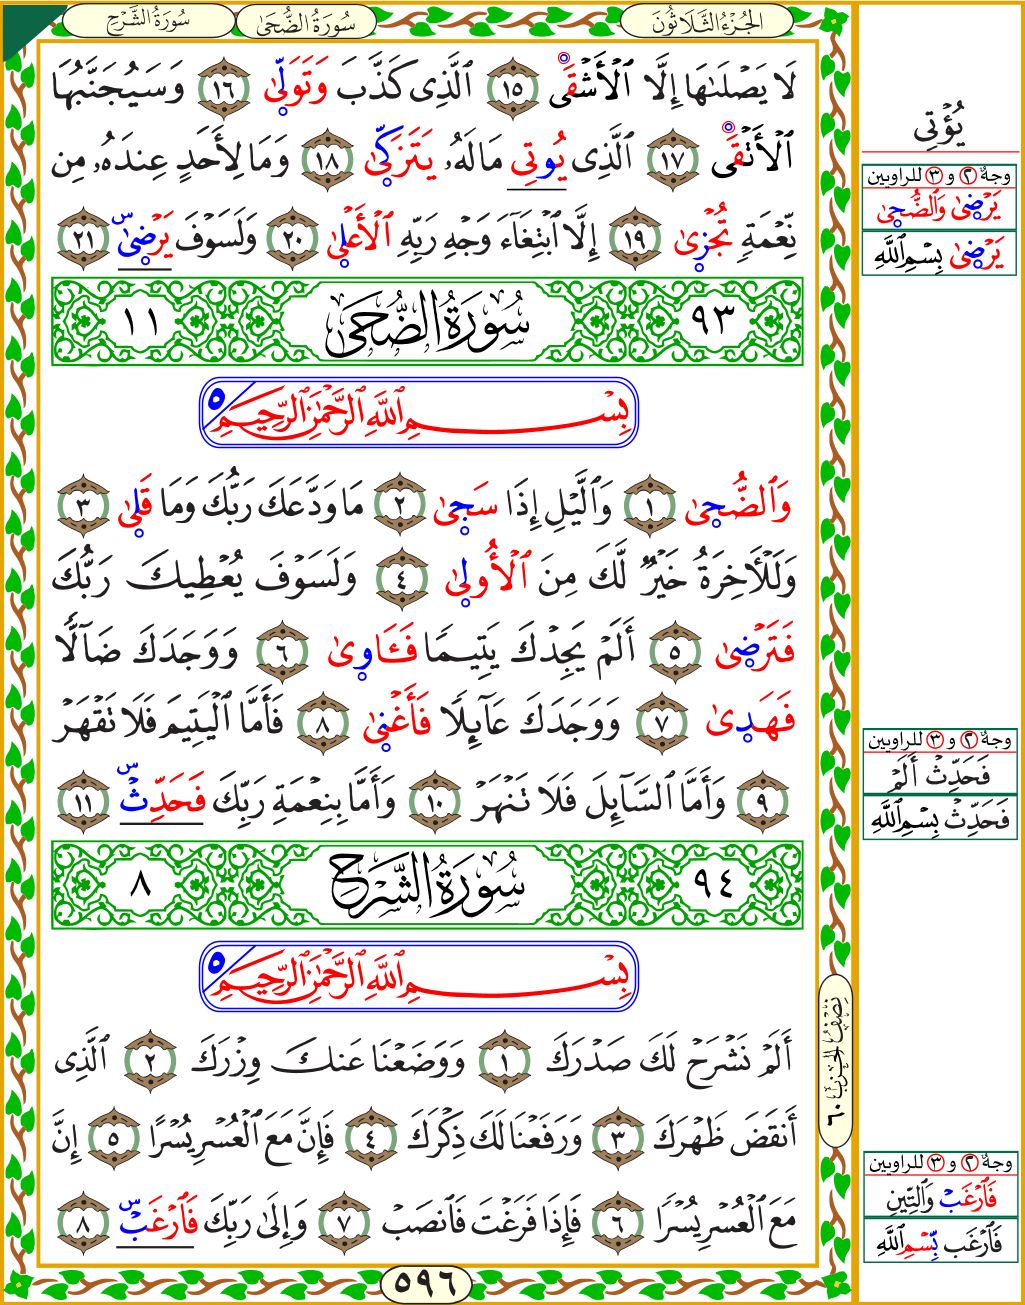 سُورَةُ الشَّرْحِ
سُورَةُ الضُّحَىٰ
الجُزْءُ الثَّلَاثُونَ
لَا يَصْلَىٰهَا إِلَّا ٱلْأَشْقَى ١٥ ٱلَّذِى كَذَّبَ وَتَوَلَّىٰ ١٦ وَسَيُجَنَّبُهَا
ٱلْأَتْقَى ١٧ ٱلَّذِى يُوتِى مَالَهُۥ يَتَزَكَّىٰ ١٨ وَمَا لِأَحَدٍ عِندَهُۥ مِن
نِّعْمَةٍ تُجْزَىٰ ١٩ إِلَّا ٱبْتِغَآءَ وَجْهِ رَبِّهِ ٱلْأَعْلَىٰ ٢٠ وَلَسَوْفَ يَرْضَىٰ ٢١
٩٣ سُورَةُ الضُّحَىٰ ١١
بِسْمِ ٱللَّهِ ٱلرَّحْمَٰنِ ٱلرَّحِيمِ ٥
وَٱلضُّحَىٰ ١ وَٱلَّيْلِ إِذَا سَجَىٰ ٢ مَا وَدَّعَكَ رَبُّكَ وَمَا قَلَىٰ ٣
وَلَلْآخِرَةُ خَيْرٌ لَّكَ مِنَ ٱلْأُولَىٰ ٤ وَلَسَوْفَ يُعْطِيكَ رَبُّكَ
فَتَرْضَىٰ ٥ أَلَمْ يَجِدْكَ يَتِيمًا فَـَٔاوَىٰ ٦ وَوَجَدَكَ ضَآلًّا
فَهَدَىٰ ٧ وَوَجَدَكَ عَآئِلًا فَأَغْنَىٰ ٨ فَأَمَّا ٱلْيَتِيمَ فَلَا تَقْهَرْ
٩ وَأَمَّا ٱلسَّآئِلَ فَلَا تَنْهَرْ ١٠ وَأَمَّا بِنِعْمَةِ رَبِّكَ فَحَدِّثْ ١١
٩٤ سُورَةُ الشَّرْحِ ٨
بِسْمِ ٱللَّهِ ٱلرَّحْمَٰنِ ٱلرَّحِيمِ ٥
أَلَمْ نَشْرَحْ لَكَ صَدْرَكَ ١ وَوَضَعْنَا عَنكَ وِزْرَكَ ٢ ٱلَّذِى
أَنقَضَ ظَهْرَكَ ٣ وَرَفَعْنَا لَكَ ذِكْرَكَ ٤ فَإِنَّ مَعَ ٱلْعُسْرِ يُسْرًا ٥ إِنَّ
مَعَ ٱلْعُسْرِ يُسْرًا ٦ فَإِذَا فَرَغْتَ فَٱنصَبْ ٧ وَإِلَىٰ رَبِّكَ فَٱرْغَب ٨
٥٩٦
نِصْفُ الحِزْبِ ٦٠
يُؤْتِى
وجهٌ ٢ و ٣ للراويين
يَرْضَىٰ وَٱلضُّحَىٰ
يَرْضَىٰ بِسْمِ ٱللَّهِ
وجهٌ ٢ و ٣ للراويين
فَحَدِّثْ أَلَمْ
فَحَدِّثْ بِسْمِ ٱللَّهِ
وجهٌ ٢ و ٣ للراويين
فَٱرْغَبْ وَٱلتِّينِ
فَٱرْغَب بِّسْمِ ٱللَّهِ